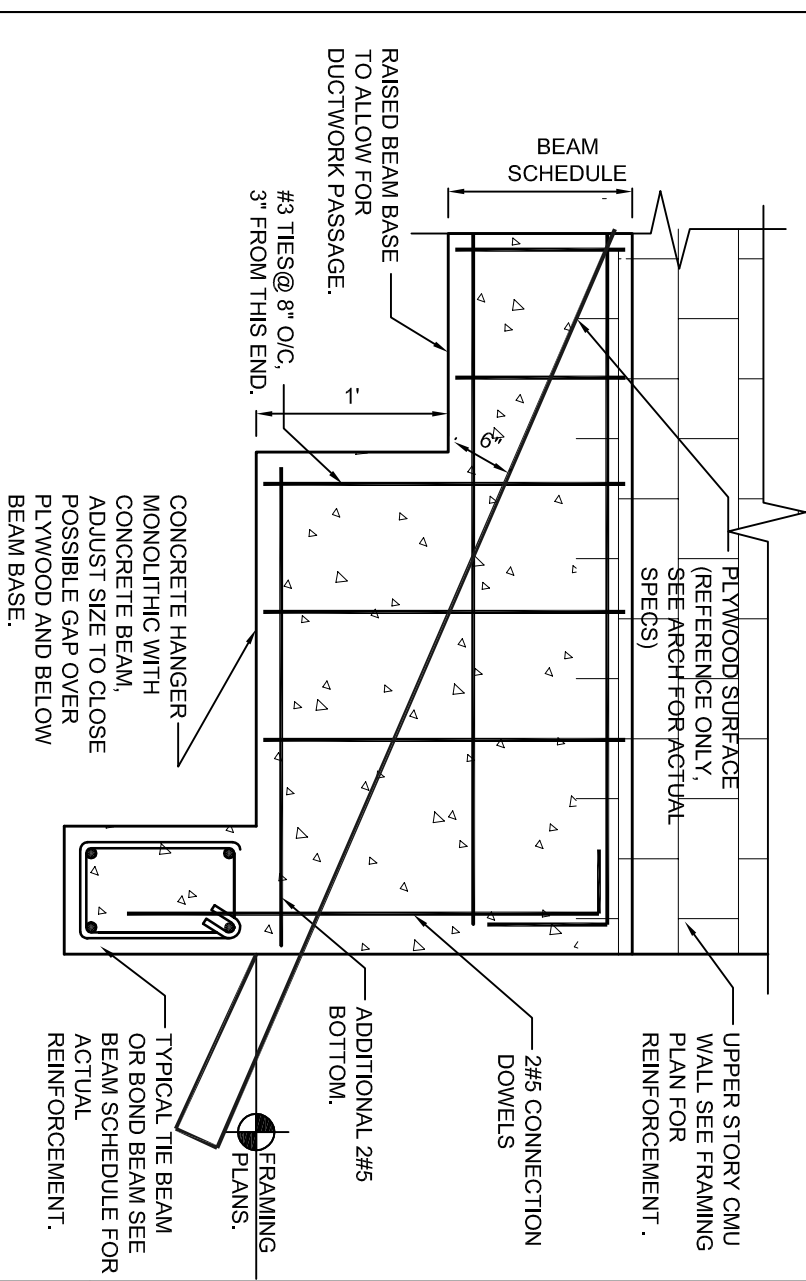 BEAM
SCHEDULE
RAISED BEAM BASE
TO ALLOW FOR
DUCTWORK PASSAGE.
#3 TIES@ 8" O/C,
3" FROM THIS END.
1'
6"
CONCRETE HANGER
MONOLITHIC WITH
CONCRETE BEAM,
ADJUST SIZE TO CLOSE
POSSIBLE GAP OVER
PLYWOOD AND BELOW
BEAM BASE.
PLYWOOD SURFACE
(REFERENCE ONLY,
SEE ARCH FOR ACTUAL
SPECS)
UPPER STORY CMU
WALL SEE FRAMING
PLAN FOR
REINFORCEMENT .
2#5 CONNECTION
DOWELS
ADDITIONAL 2#5
BOTTOM.
FRAMING
PLANS.
TYPICAL TIE BEAM
OR BOND BEAM SEE
BEAM SCHEDULE FOR
ACTUAL
REINFORCEMENT.